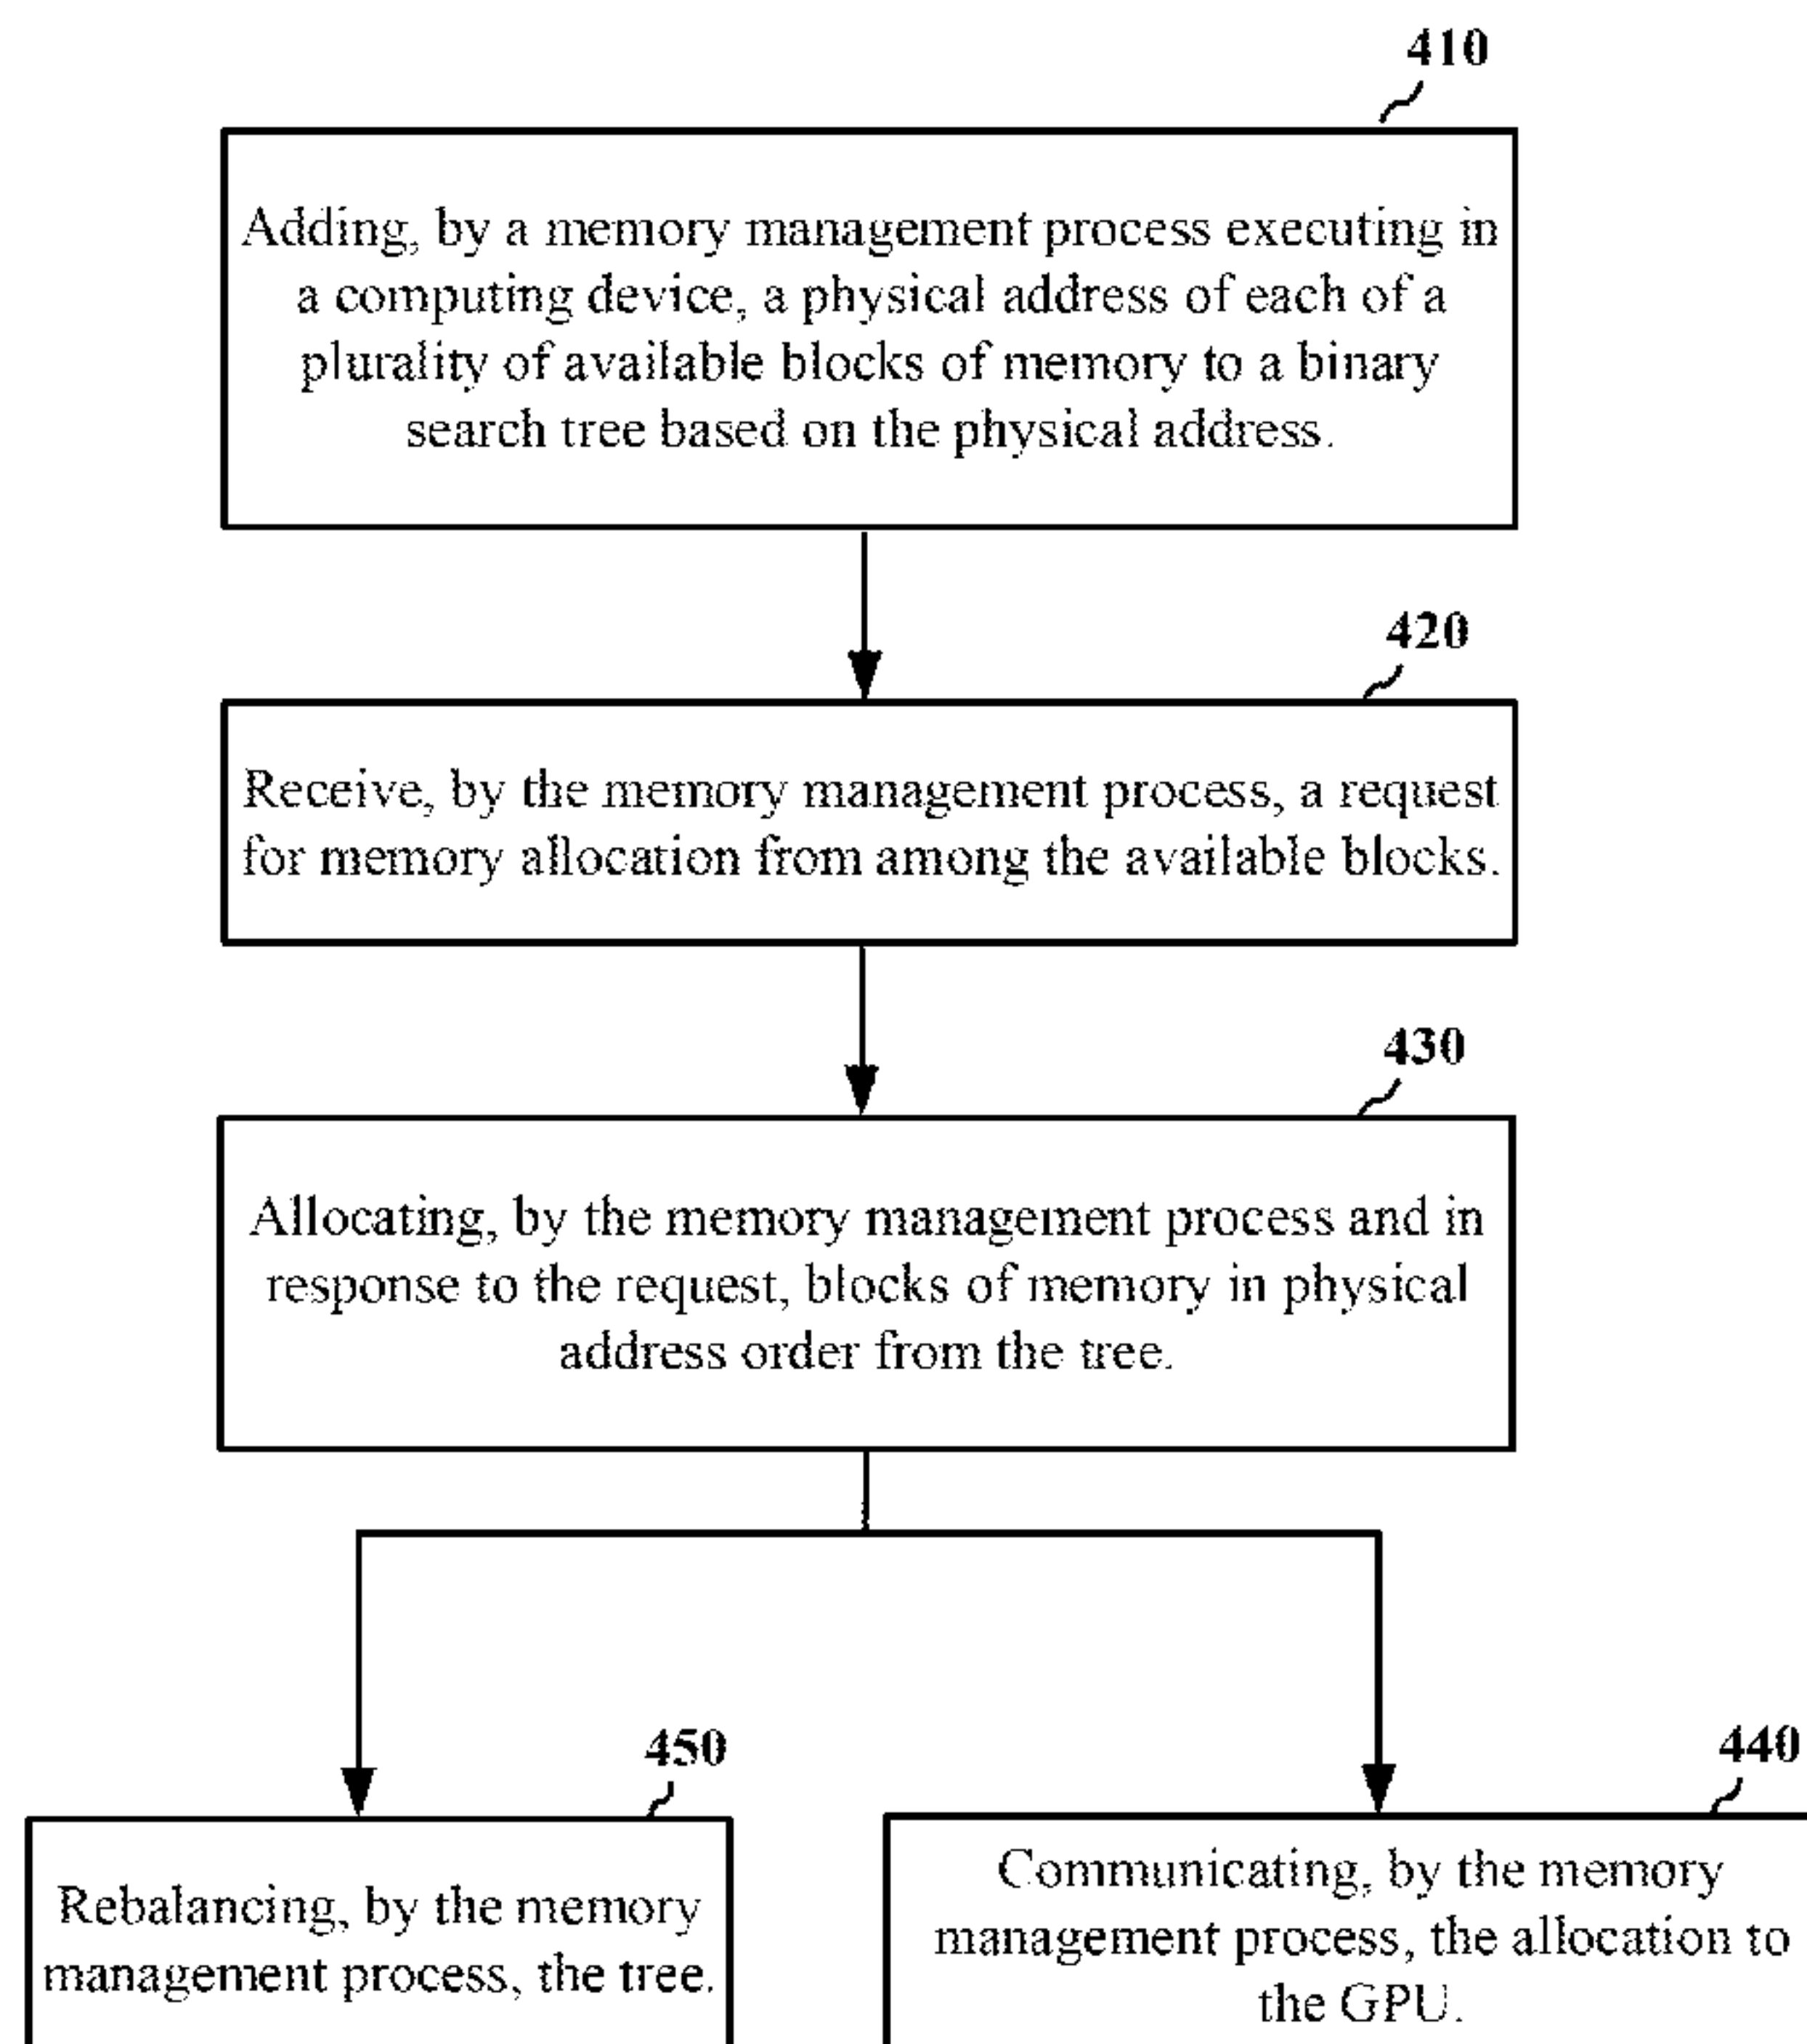 410
Adding, by a memory management process executing in
a computing device, a physical address of each of a
plurality of available blocks of memory to a binary
search tree based on the physical address.
420
Receive, by the memory management process, a request
for memory allocation from among the available blocks.
430
Allocating, by the memory management process and in
response to the request, blocks of memory in physical
address order from the tree.
450
Rebalancing, by the memory
management process, the tree.
440
Communicating, by the memory
management process, the allocation to
the GPU.